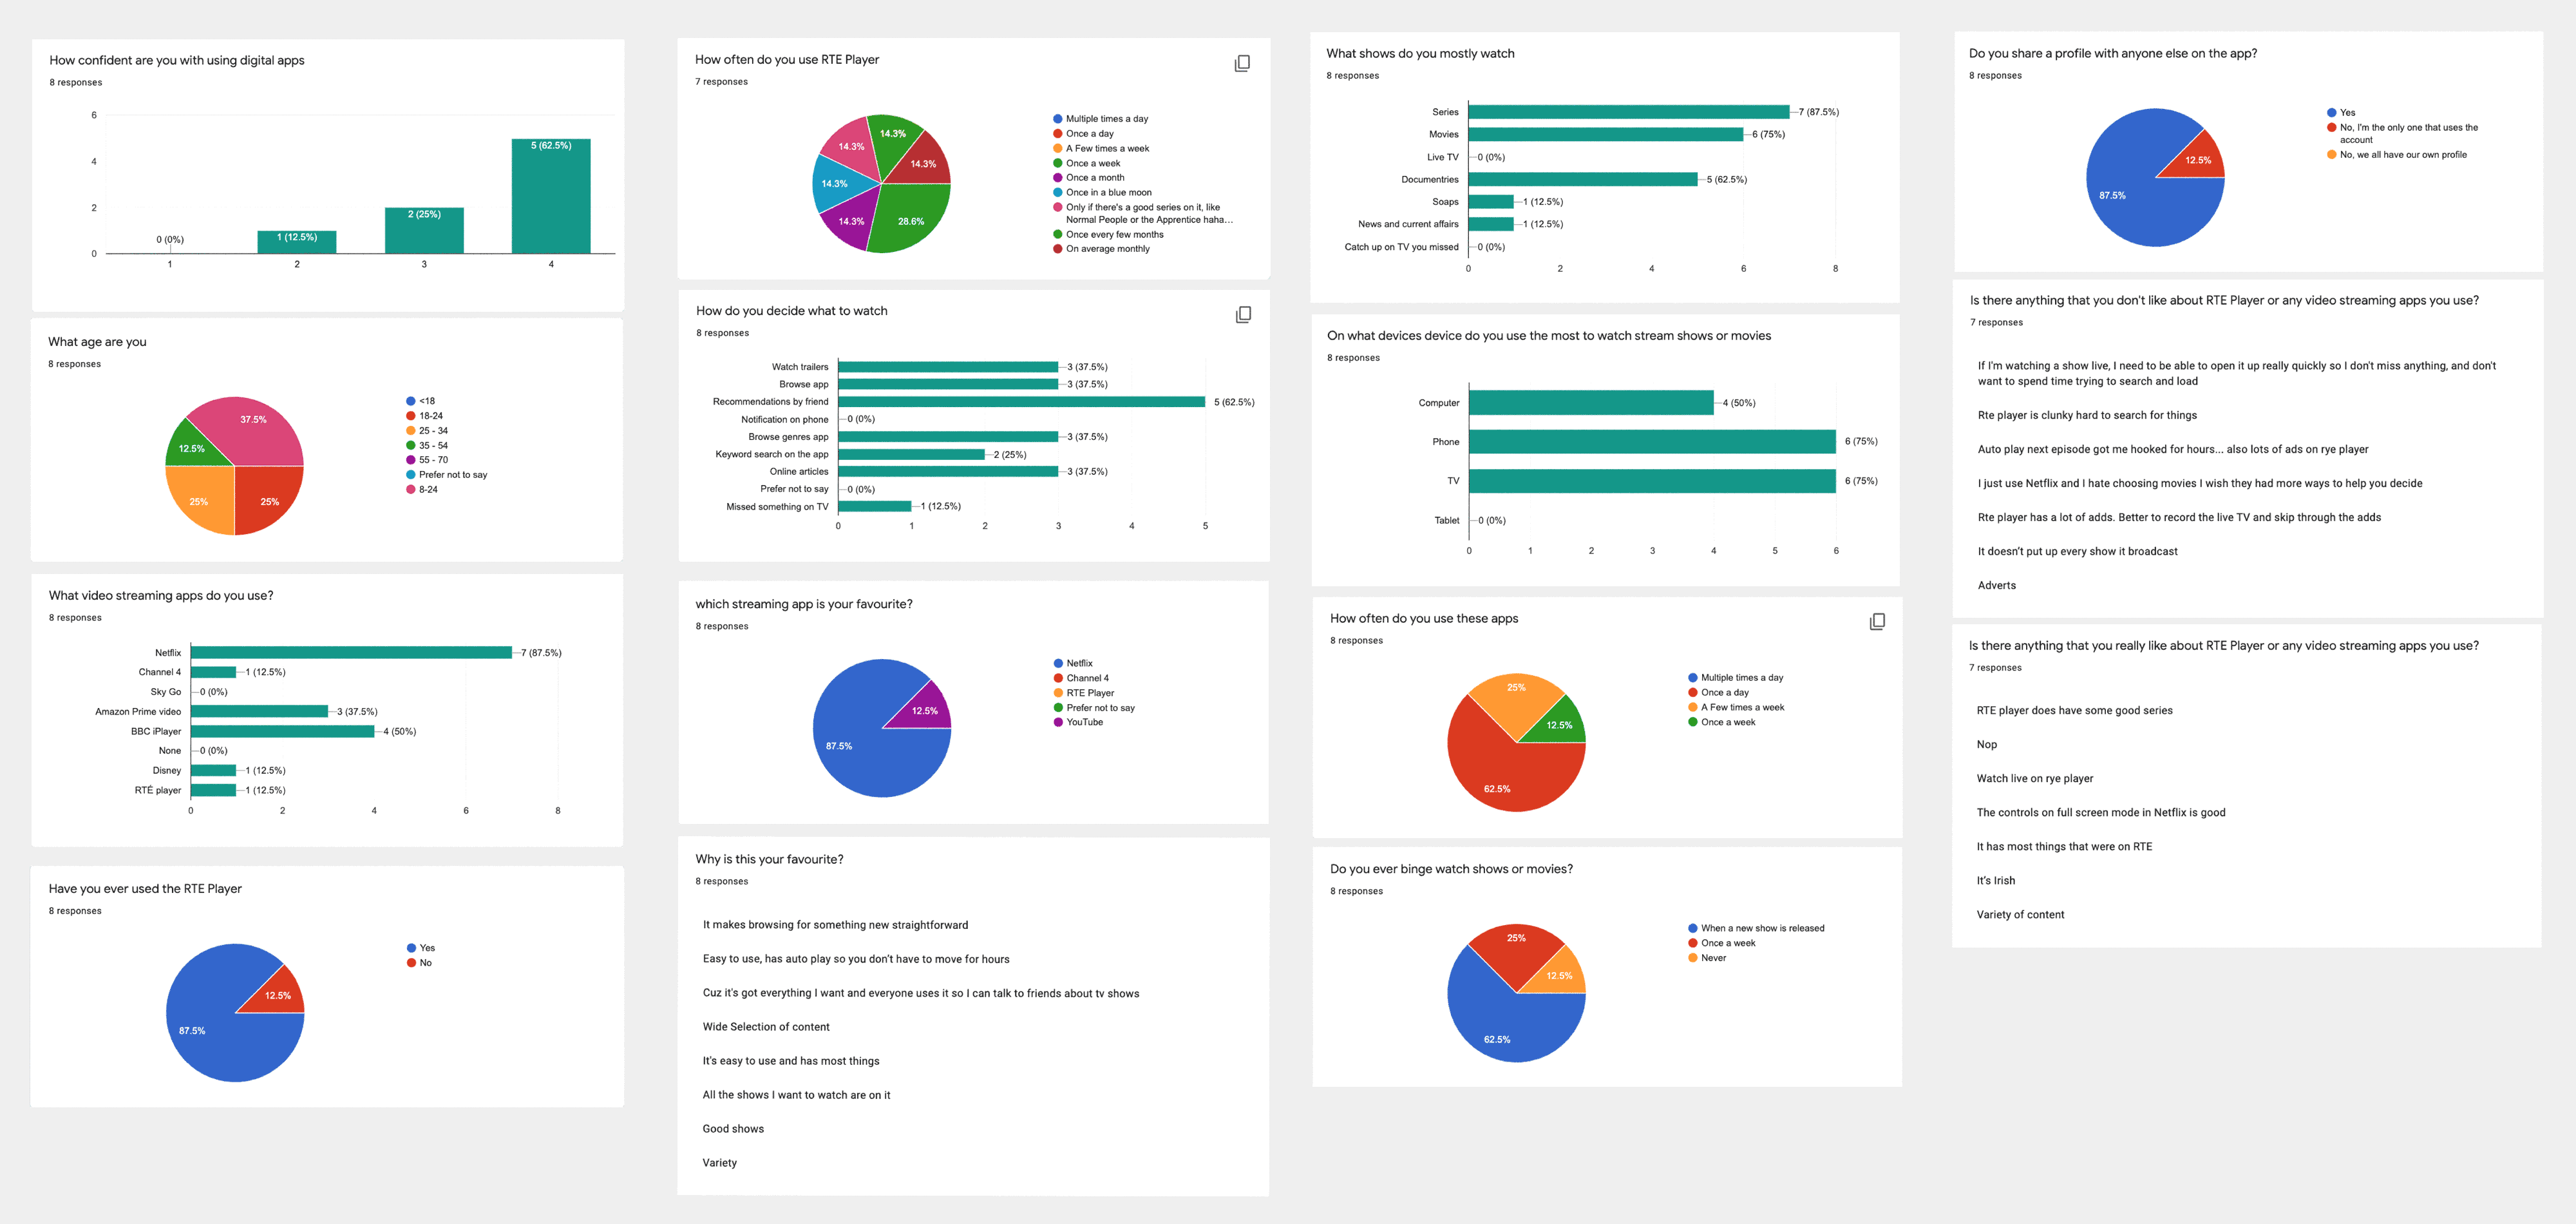 How confident are you with using digital apps
8 responses
6
4
2
0
0 (0%)
1 (12.5%)
2 (25%)
5 (62.5%)
1
2
3
4
What age are you
8 responses
37.5%
12.5%
25%
25%
<18
18-24
25 - 34
35 - 54
55 - 70
Prefer not to say
8-24
What video streaming apps do you use?
8 responses
Netflix
7 (87.5%)
Channel 4
1 (12.5%)
Sky Go
0 (0%)
Amazon Prime video
3 (37.5%)
BBC iPlayer
4 (50%)
None
0 (0%)
Disney
1 (12.5%)
RTÉ player
1 (12.5%)
0
2
4
6
8
Have you ever used the RTE Player
8 responses
12.5%
87.5%
Yes
No
How often do you use RTE Player
7 responses
14.3%
14.3%
14.3%
14.3%
14.3%
28.6%
Multiple times a day
Once a day
A Few times a week
Once a week
Once a month
Once in a blue moon
Only if there's a good series on it, like
Normal People or the Apprentice haha...
Once every few months
On average monthly
How do you decide what to watch
8 responses
Watch trailers
3 (37.5%)
Browse app
3 (37.5%)
Recommendations by friend
5 (62.5%)
Notification on phone
0 (0%)
Browse genres app
3 (37.5%)
Keyword search on the app
2 (25%)
Online articles
3 (37.5%)
Prefer not to say
0 (0%)
Missed something on TV
1 (12.5%)
0
1
2
3
4
5
which streaming app is your favourite?
8 responses
12.5%
87.5%
Netflix
Channel 4
RTE Player
Prefer not to say
YouTube
Why is this your favourite?
8 responses
It makes browsing for something new straightforward
Easy to use, has auto play so you don't have to move for hours
Cuz it's got everything I want and everyone uses it so I can talk to friends about tv shows
Wide Selection of content
It's easy to use and has most things
All the shows I want to watch are on it
Good shows
Variety
What shows do you mostly watch
8 responses
Series
7 (87.5%)
Movies
6 (75%)
Live TV
0 (0%)
Documentries
5 (62.5%)
Soaps
1 (12.5%)
News and current affairs
1 (12.5%)
Catch up on TV you missed
0 (0%)
0
2
4
6
8
On what devices device do you use the most to watch stream shows or movies
8 responses
Computer
4 (50%)
Phone
6 (75%)
TV
6 (75%)
Tablet
0 (0%)
0
1
2
3
4
5
6
How often do you use these apps
8 responses
25%
12.5%
62.5%
Multiple times a day
Once a day
A Few times a week
Once a week
Do you ever binge watch shows or movies?
8 responses
25%
12.5%
62.5%
When a new show is released
Once a week
Never
Do you share a profile with anyone else on the app?
8 responses
12.5%
87.5%
Yes
No, I'm the only one that uses the
account
No, we all have our own profile
Is there anything that you don't like about RTE Player or any video streaming apps you use?
7 responses
If I'm watching a show live, I need to be able to open it up really quickly so I don't miss anything, and don't
want to spend time trying to search and load
Rte player is clunky hard to search for things
Auto play next episode got me hooked for hours... also lots of ads on rye player
I just use Netflix and I hate choosing movies I wish they had more ways to help you decide
Rte player has a lot of adds. Better to record the live TV and skip through the adds
It doesn't put up every show it broadcast
Adverts
Is there anything that you really like about RTE Player or any video streaming apps you use?
7 responses
RTE player does have some good series
Nop
Watch live on rye player
The controls on full screen mode in Netflix is good
It has most things that were on RTE
It's Irish
Variety of content